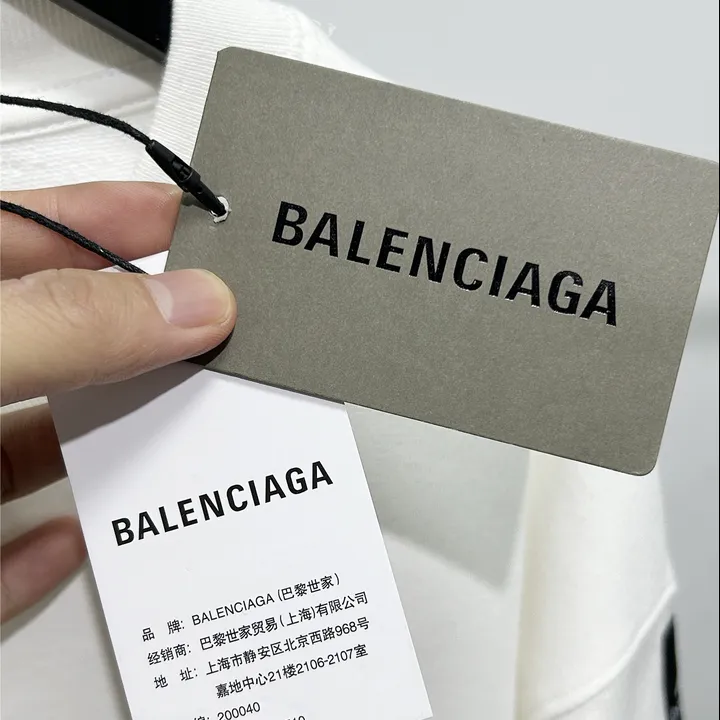 BALENCIAGA
BALENCIAGA
品 牌: BALENCIAGA (巴黎世家)
经销商: 巴黎世家贸易(上海)有限公司
地 址: 上海市静安区北京西路968号
嘉地中心21楼2106-2107室
编: 200040